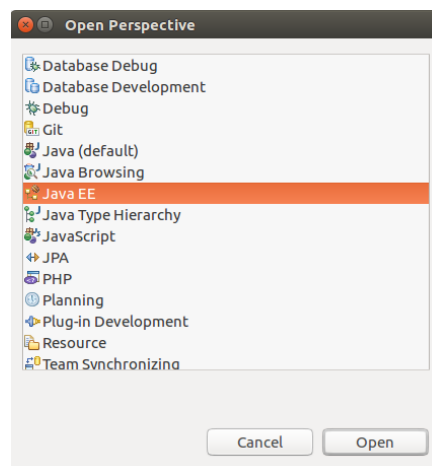 Open Perspective
Database Debug
Database Development
Debug
GIT
Git
Java (default)
Java Browsing
Java EE
Java Type Hierarchy
JavaScript
JPA
PHP
Planning
Plug-in Development
Resource
Team Synchronizing
Cancel
Open